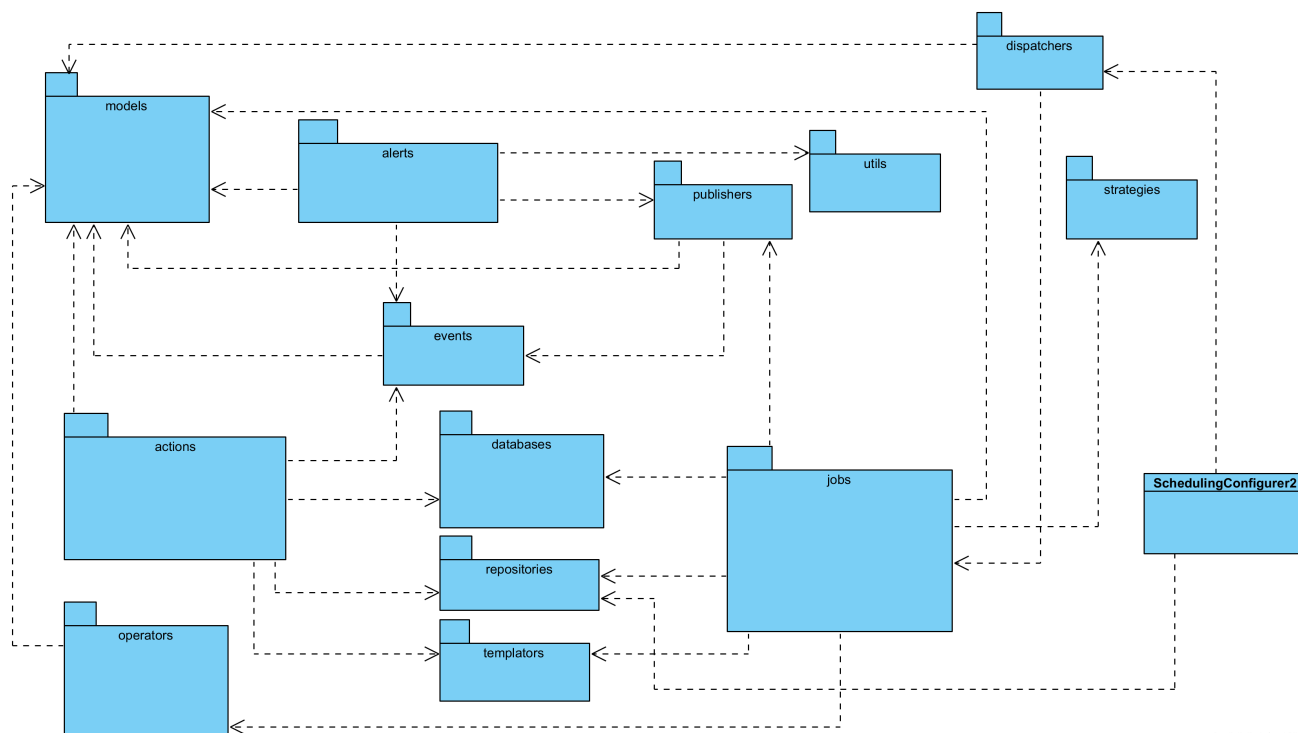 dispatchers
models
alerts
utils
publishers
strategies
events
actions
databases
jobs
SchedulingConfigurer2
repositories
operators
templators